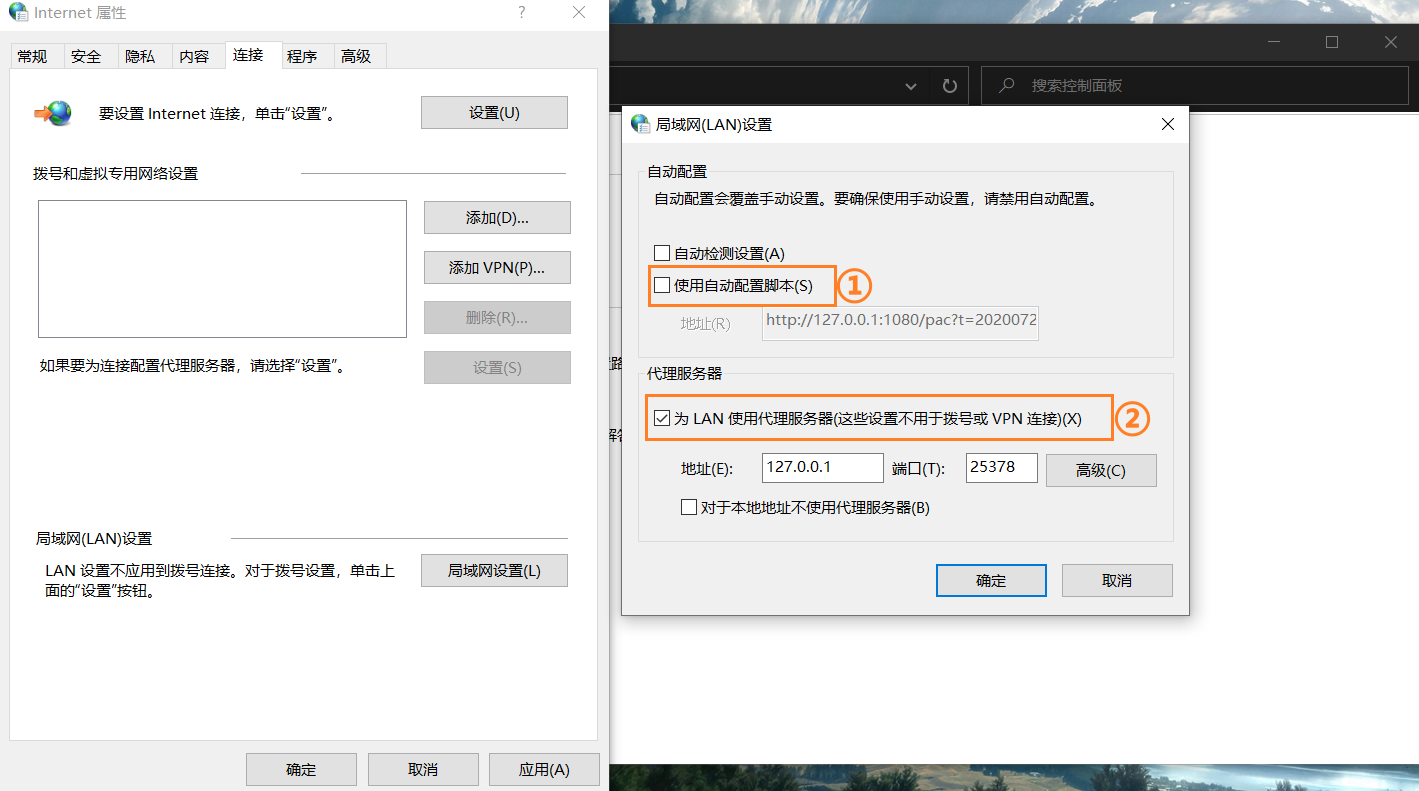 Internet 属性
?
常规
安全
隐私
内容
连接
程序
高级
要设置 Internet 连接，单击“设置”。
设置(U)
拨号和虚拟专用网络设置
添加(D)...
添加 VPN(P)...
删除(R)...
设置(S)
如果要为连接配置代理服务器，请选择“设置”。
局域网(LAN)设置
LAN 设置不应用到拨号连接。对于拨号设置，单击上
面的“设置”按钮。
局域网设置(L)
确定
取消
应用(A)
搜索控制面板
局域网(LAN)设置
自动配置
自动配置会覆盖手动设置。要确保使用手动设置，请禁用自动配置。
自动检测设置(A)
使用自动配置脚本(S)
①
地址(R)
http://127.0.0.1:1080/pac?t=2020072
代理服务器
为 LAN 使用代理服务器(这些设置不用于拨号或 VPN 连接)(X)
②
地址(E):
127.0.0.1
端口(T):
25378
高级(C)
对于本地地址不使用代理服务器(B)
确定
取消